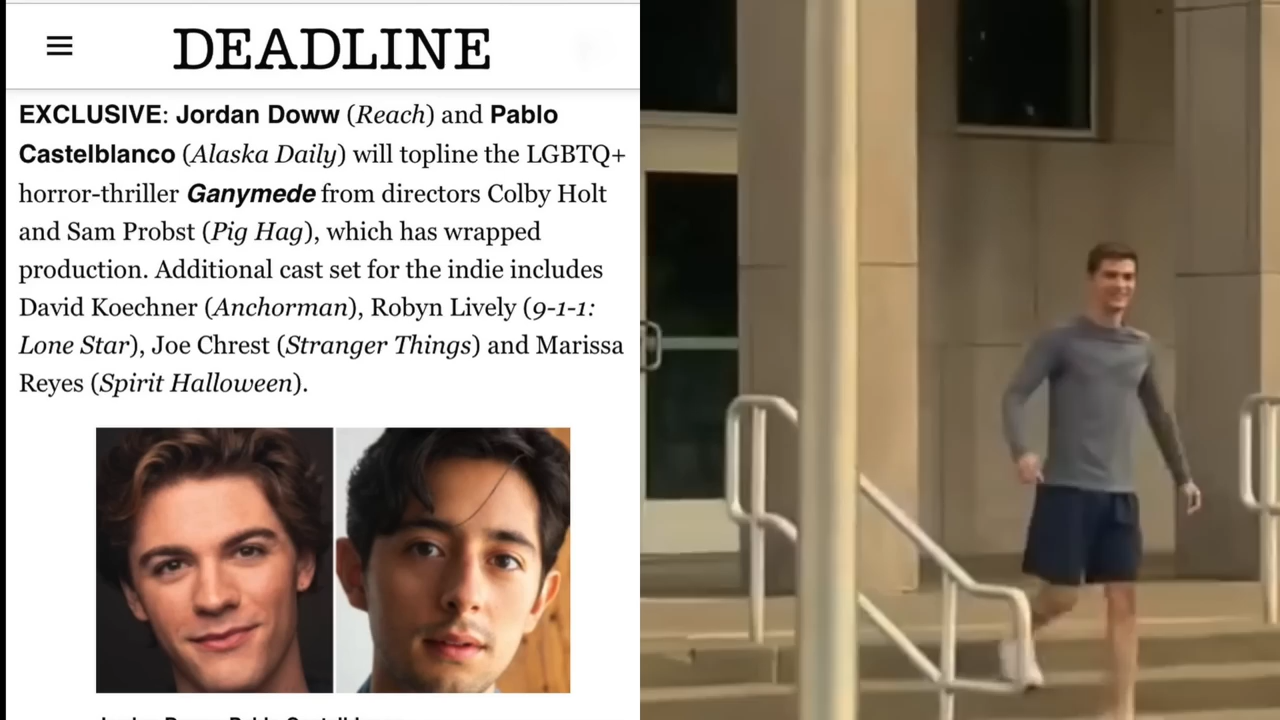 DEADLINE
EXCLUSIVE: Jordan Doww (Reach) and Pablo
Castelblanco (Alaska Daily) will topline the LGBTQ+
horror-thriller Ganymede from directors Colby Holt
and Sam Probst (Pig Hag), which has wrapped
production. Additional cast set for the indie includes
David Koechner (Anchorman), Robyn Lively (9-1-1:
Lone Star), Joe Chrest (Stranger Things) and Marissa
Reyes (Spirit Halloween).